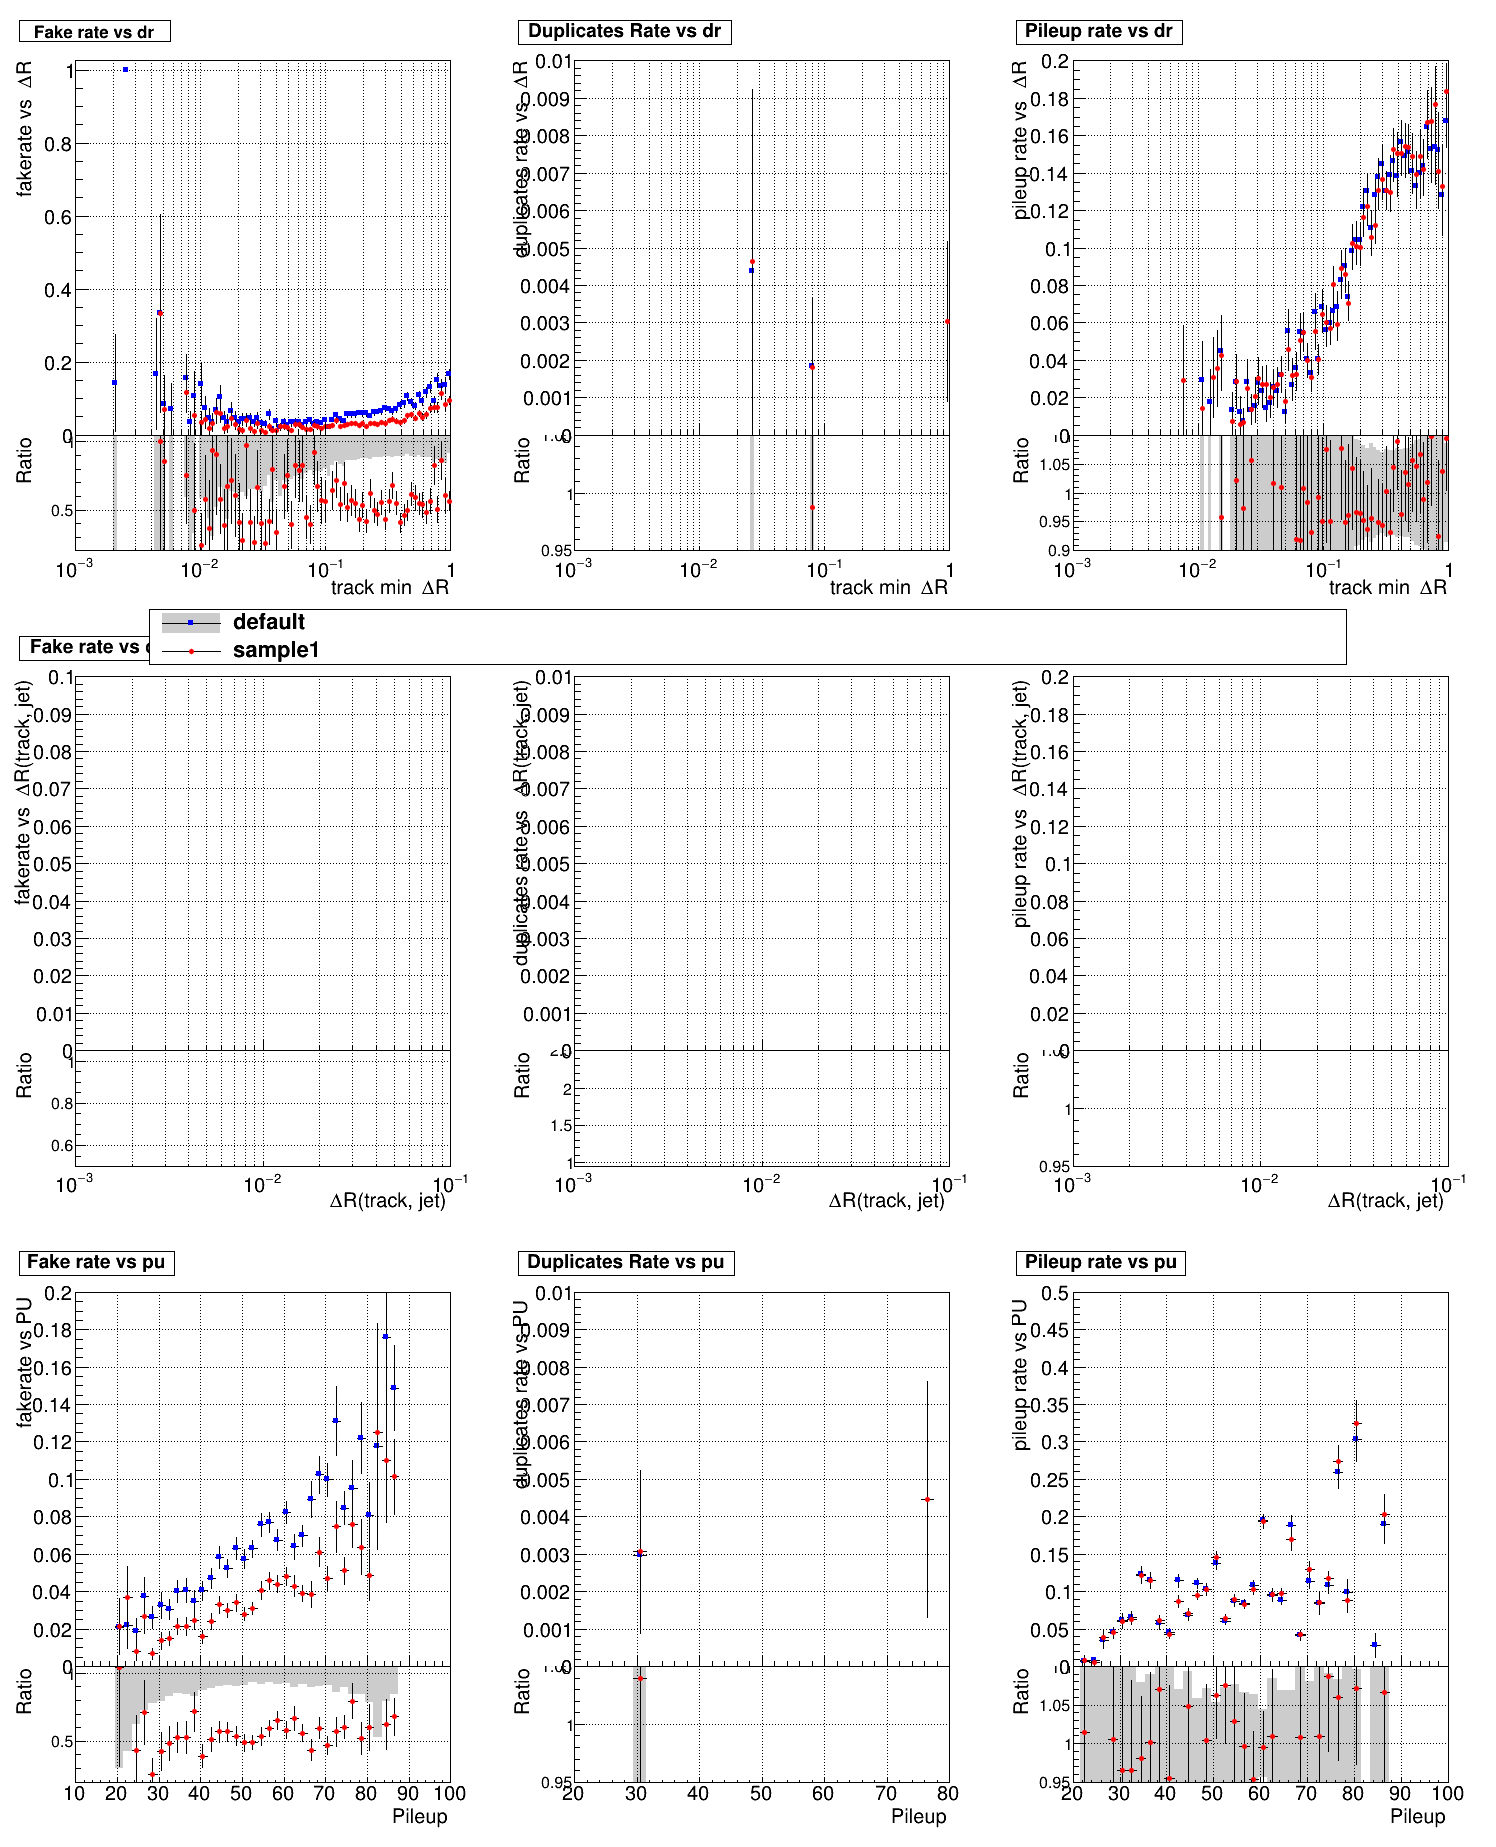 Fake rate vs dr
fakerate vs ΔR
1
0.8
0.6
0.4
0.2
0
Ratio
1
0.5
10⁻³ 10⁻² 10⁻¹ 1
track min ΔR
Duplicates Rate vs dr
duplicates rate vs ΔR
0.01
0.009
0.008
0.007
0.006
0.005
0.004
0.003
0.002
0.001
0
Ratio
1
0.95
10⁻³ 10⁻² 10⁻¹ 1
track min ΔR
Pileup rate vs dr
pileup rate vs ΔR
0.2
0.18
0.16
0.14
0.12
0.1
0.08
0.06
0.04
0.02
0
Ratio
1.05
1
0.95
0.9
10⁻³ 10⁻² 10⁻¹ 1
track min ΔR
default
sample1
Fake rate vs
fakerate vs ΔR(track, jet)
0.1
0.09
0.08
0.07
0.06
0.05
0.04
0.03
0.02
0.01
0
Ratio
1
0.8
0.6
10⁻³ 10⁻² 10⁻¹
ΔR(track, jet)
duplicates rate vs ΔR(track, jet)
0.01
0.009
0.008
0.007
0.006
0.005
0.004
0.003
0.002
0.001
0
Ratio
2
1.5
1
10⁻³ 10⁻² 10⁻¹
ΔR(track, jet)
pileup rate vs ΔR(track, jet)
0.2
0.18
0.16
0.14
0.12
0.1
0.08
0.06
0.04
0.02
0
Ratio
1
0.95
10⁻³ 10⁻² 10⁻¹
ΔR(track, jet)
Fake rate vs pu
fakerate vs PU
0.2
0.18
0.16
0.14
0.12
0.1
0.08
0.06
0.04
0.02
0
Ratio
1
0.5
10 20 30 40 50 60 70 80 90 100
Pileup
Duplicates Rate vs pu
duplicates rate vs PU
0.01
0.009
0.008
0.007
0.006
0.005
0.004
0.003
0.002
0.001
0
Ratio
1
0.95
20 30 40 50 60 70 80
Pileup
Pileup rate vs pu
pileup rate vs PU
0.5
0.45
0.4
0.35
0.3
0.25
0.2
0.15
0.1
0.05
0
Ratio
1.05
1
0.95
20 30 40 50 60 70 80 90 100
Pileup